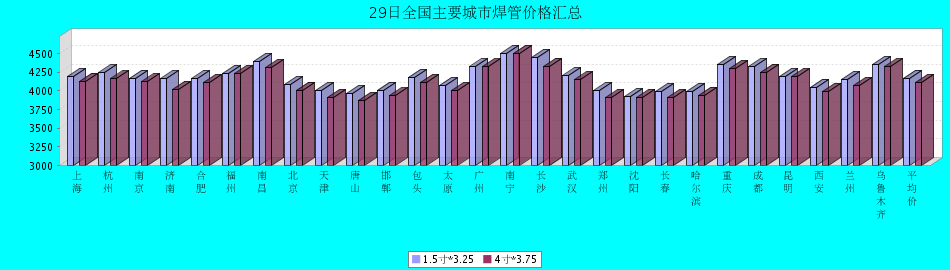 29日全国主要城市焊管价格汇总
4500
4250
4000
3750
3500
3250
3000
上海
杭州
南京
济南
合肥
福州
南昌
北京
天津
唐山
邯郸
包头
太原
广州
南宁
长沙
武汉
郑州
沈阳
长春
哈尔滨
重庆
成都
昆明
西安
兰州
乌鲁木齐
平均价
1.5寸*3.25
4寸*3.75